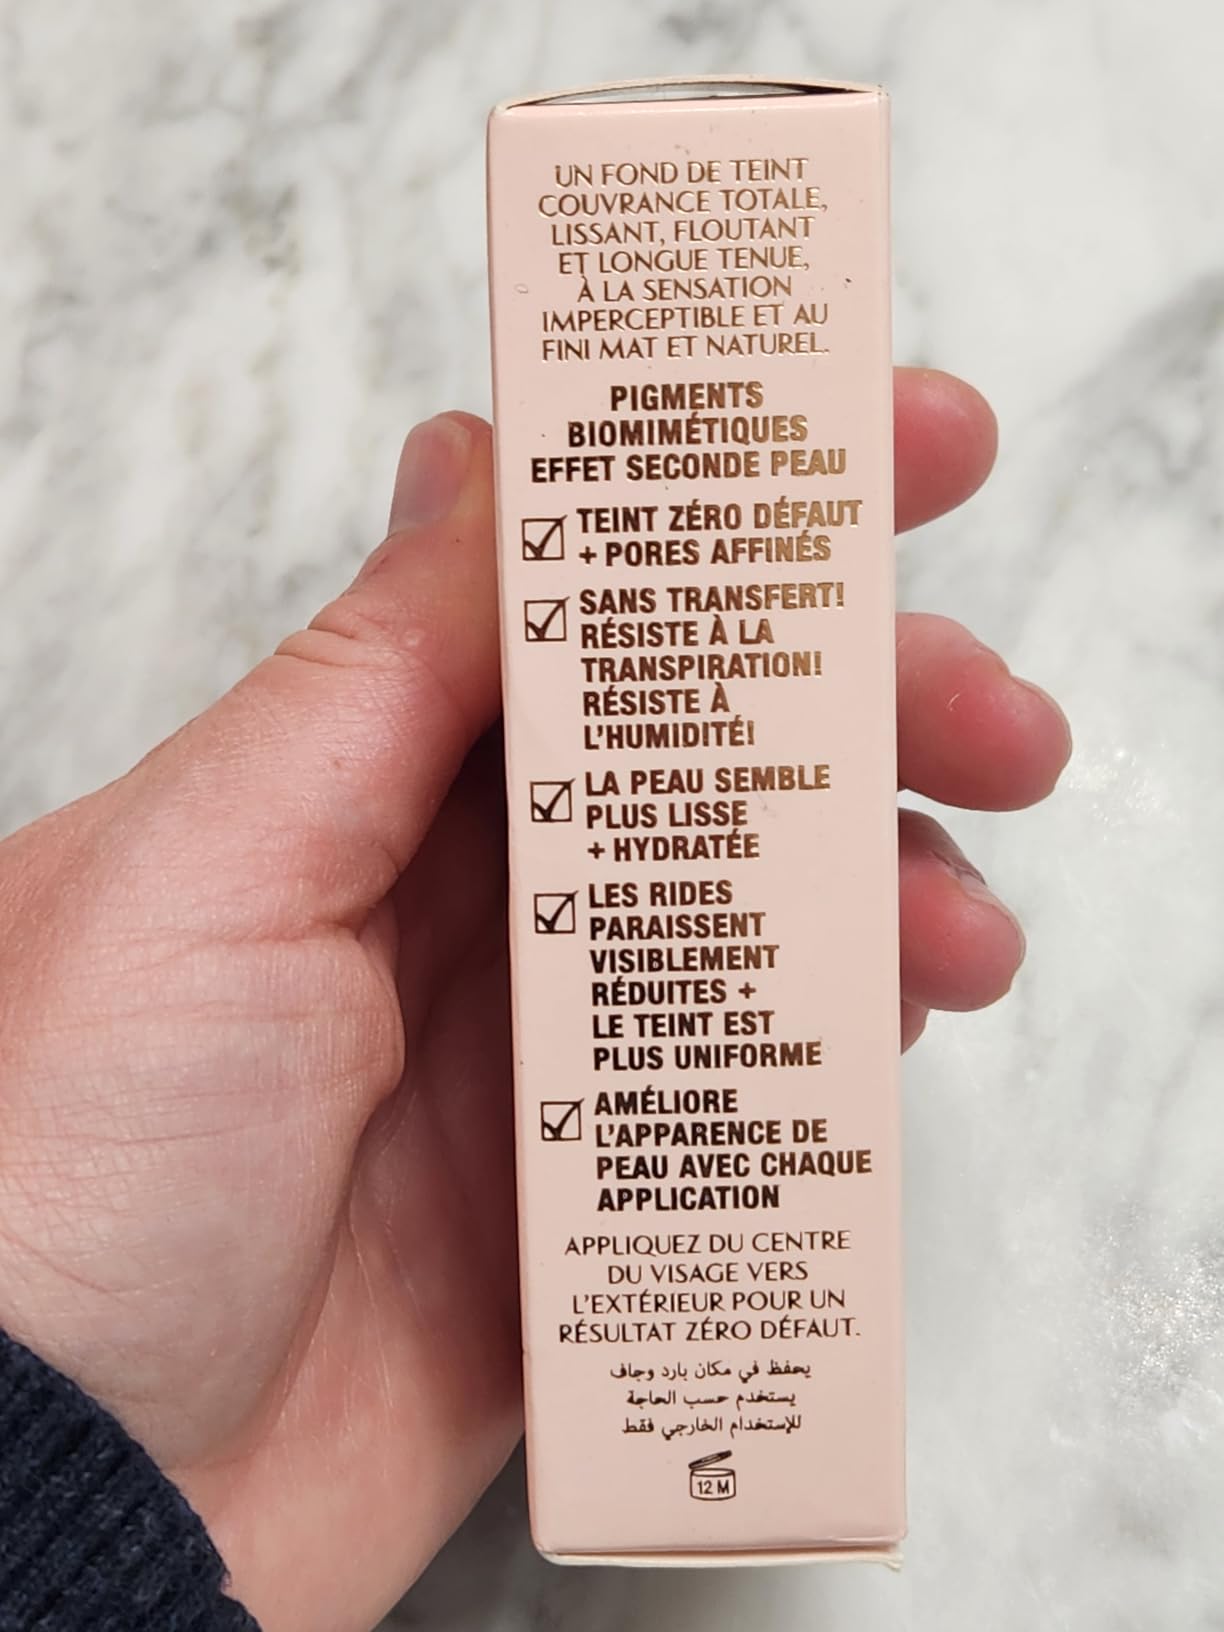 UN FOND DE TEINT
COUVRANCE TOTALE,
LISSANT, FLOUTANT
ET LONGUE TENUE,
À LA SENSATION
IMPERCEPTIBLE ET AU
FINI MAT ET NATUREL.
PIGMENTS
BIOMIMÉTIQUES
EFFET SECONDE PEAU
TEINT ZÉRO DÉFAUT
+ PORES AFFINÉS
SANS TRANSFERT!
RÉSISTE À LA
TRANSPIRATION!
RÉSISTE À
L'HUMIDITÉ!
LA PEAU SEMBLE
PLUS LISSE
+ HYDRATÉE
LES RIDES
PARAISSENT
VISIBLEMENT
RÉDUITES +
LE TEINT EST
PLUS UNIFORME
AMÉLIORE
L'APPARENCE DE
PEAU AVEC CHAQUE
APPLICATION
APPLIQUEZ DU CENTRE
DU VISAGE VERS
L'EXTÉRIEUR POUR UN
RÉSULTAT ZÉRO DÉFAUT.
يحفظ في مكان بارد وجاف
يستخدم حسب الحاجة
للإستخدام الخارجي فقط
12 M